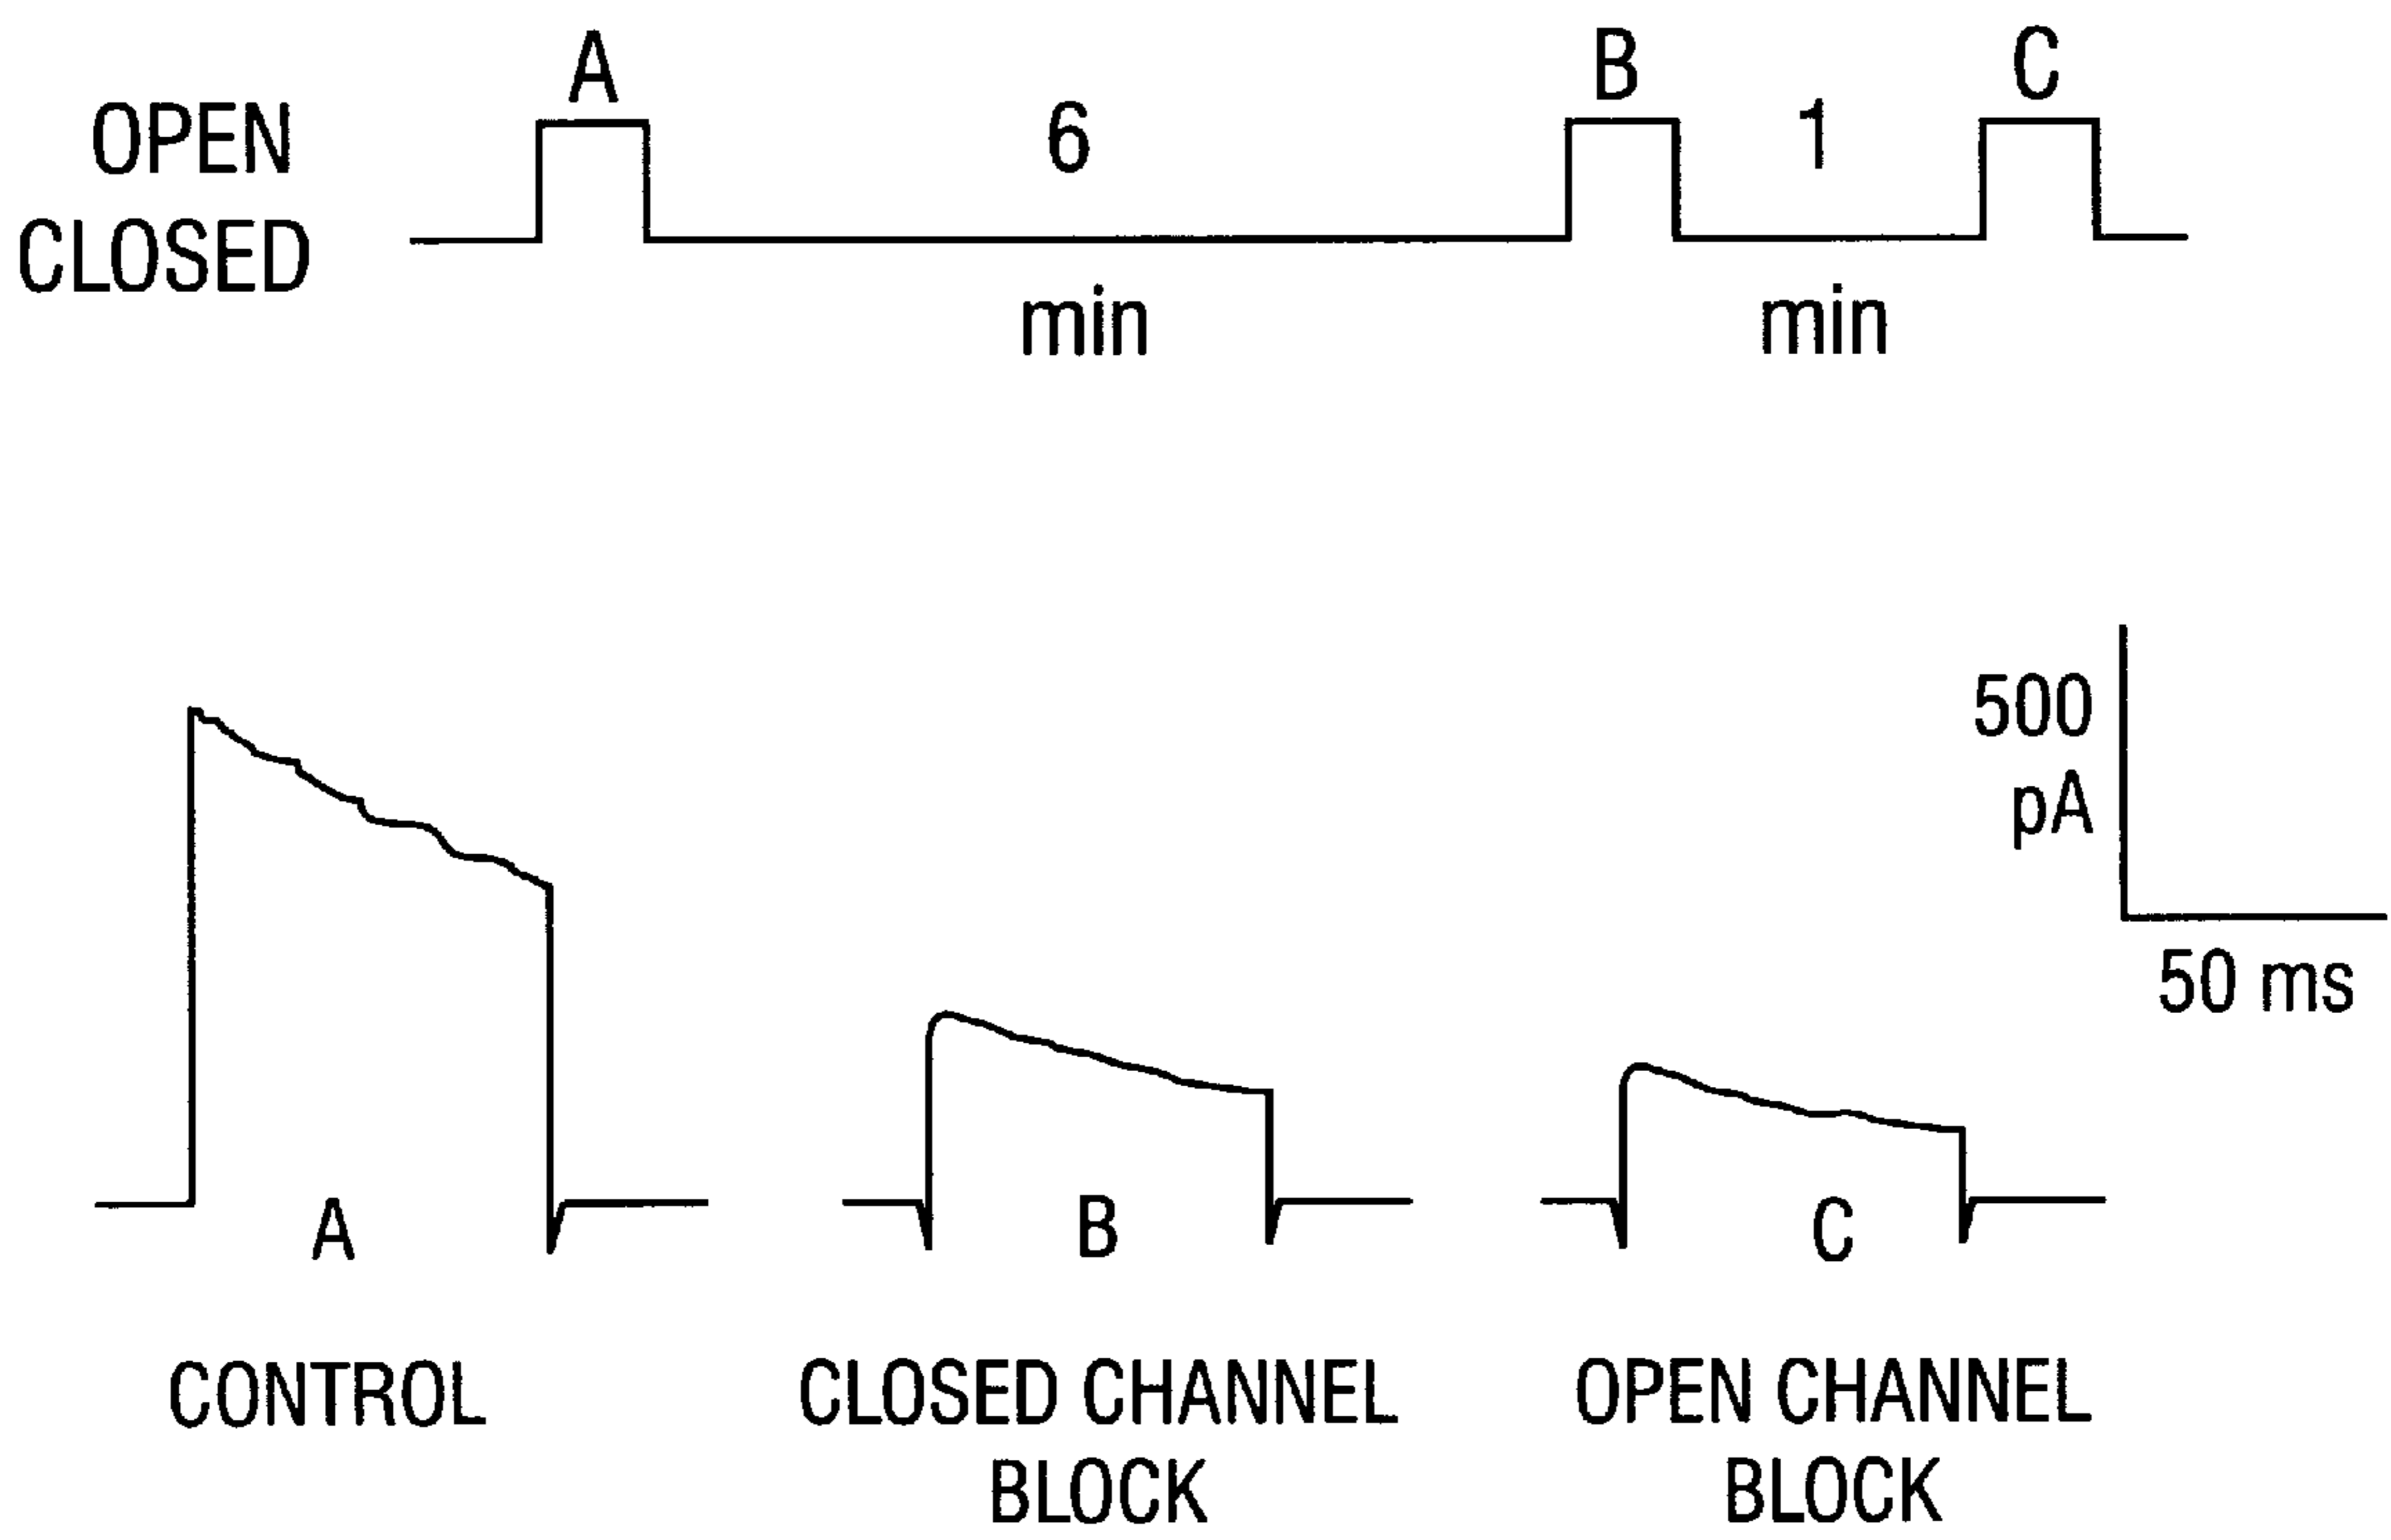 A
B
C
OPEN
6
1
CLOSED
min
min
500
pA
50 ms
A
B
C
CONTROL
CLOSED CHANNEL
BLOCK
OPEN CHANNEL
BLOCK